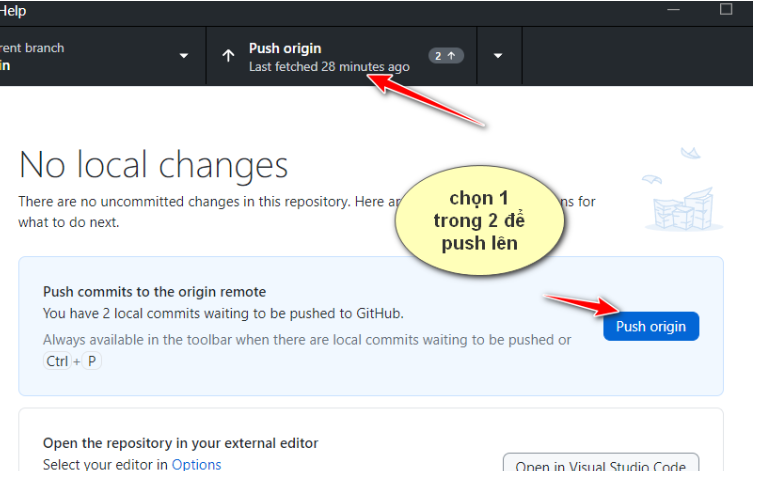 Help
rent branch
in
Push origin
Last fetched 28 minutes ago
2
No local changes
There are no uncommitted changes in this repository. Here ns for
what to do next.
chọn 1
trong 2 để
push lên
Push commits to the origin remote
You have 2 local commits waiting to be pushed to GitHub.
Always available in the toolbar when there are local commits waiting to be pushed or
Ctrl + P
Push origin
Open the repository in your external editor
Select your editor in Options
Open in Visual Studio Code